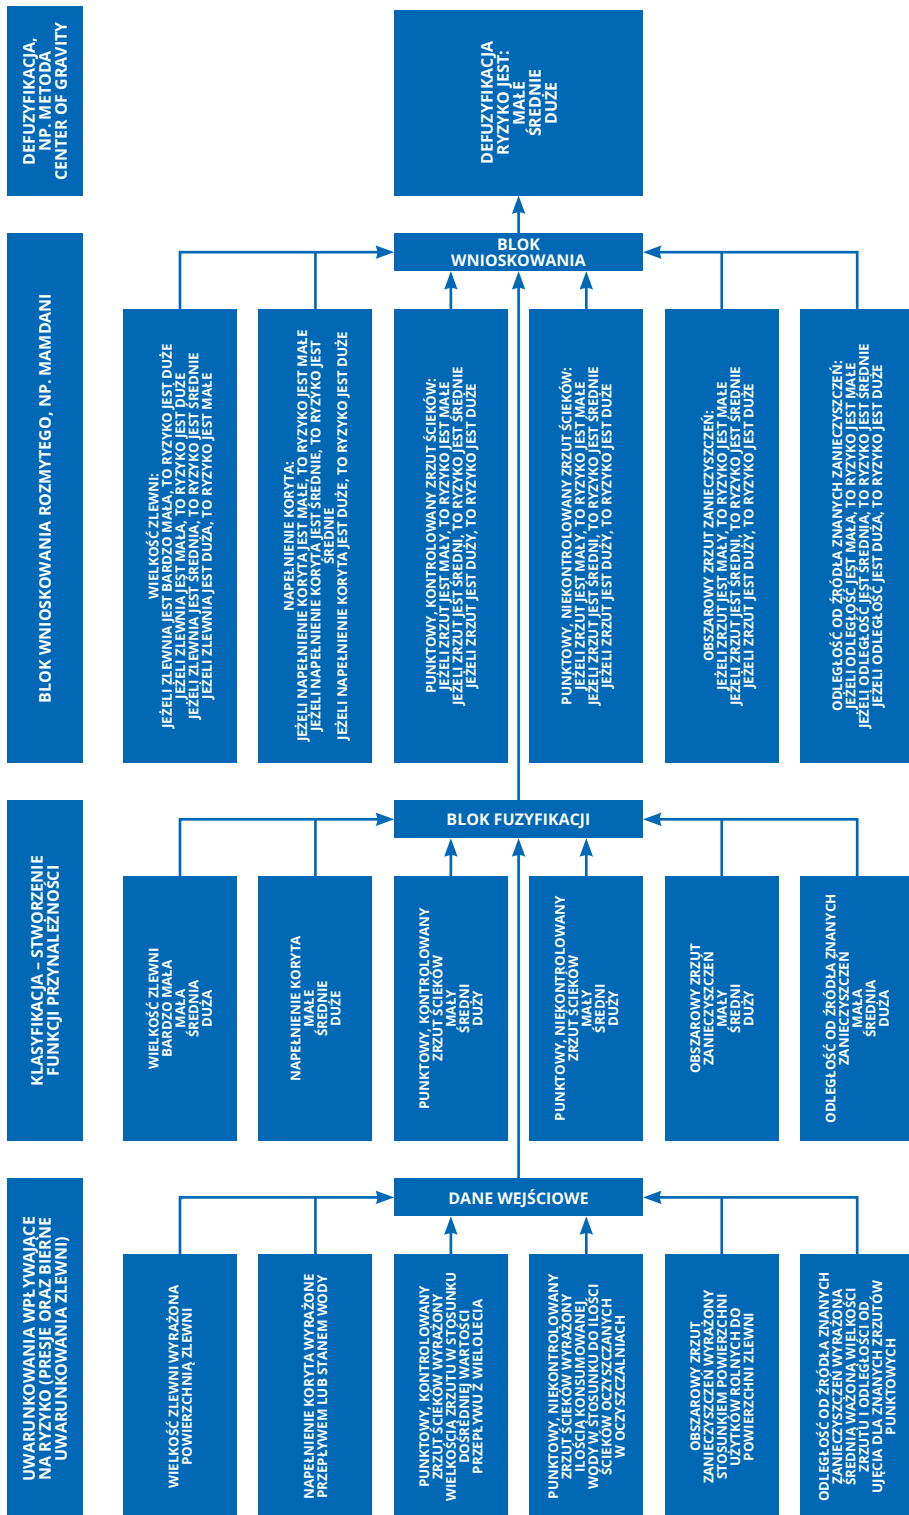 DEFUZYFIKACJA,
NP. METODA
CENTER OF GRAVITY
DEFUZYFIKACJA
RYZYKO JEST:
MAŁE
ŚREDNIE
DUŻE
BLOK WNIOSKOWANIA ROZMYTEGO, NP. MAMDANI
BLOK
WNIOSKOWANIA
WIELKOŚĆ ZLEWNI:
JEŻELI ZLEWNIA JEST BARDZO MAŁA, TO RYZYKO JEST DUŻE
JEŻELI ZLEWNIA JEST MAŁA, TO RYZYKO JEST DUŻE
JEŻELI ZLEWNIA JEST ŚREDNIA, TO RYZYKO JEST ŚREDNIE
JEŻELI ZLEWNIA JEST DUŻA, TO RYZYKO JEST MAŁE
NAPEŁNIENIE KORYTA:
JEŻELI NAPEŁNIENIE KORYTA JEST MAŁE, TO RYZYKO JEST MAŁE
JEŻELI NAPEŁNIENIE KORYTA JEST ŚREDNIE, TO RYZYKO JEST
ŚREDNIE
JEŻELI NAPEŁNIENIE KORYTA JEST DUŻE, TO RYZYKO JEST DUŻE
PUNKTOWY, KONTROLOWANY ZRZUT ŚCIEKÓW:
JEŻELI ZRZUT JEST MAŁY, TO RYZYKO JEST MAŁE
JEŻELI ZRZUT JEST ŚREDNI, TO RYZYKO JEST ŚREDNIE
JEŻELI ZRZUT JEST DUŻY, TO RYZYKO JEST DUŻE
PUNKTOWY, NIEKONTROLOWANY ZRZUT ŚCIEKÓW:
JEŻELI ZRZUT JEST MAŁY, TO RYZYKO JEST MAŁE
JEŻELI ZRZUT JEST ŚREDNI, TO RYZYKO JEST ŚREDNIE
JEŻELI ZRZUT JEST DUŻY, TO RYZYKO JEST DUŻE
OBSZAROWY ZRZUT ZANIECZYSZCZEŃ:
JEŻELI ZRZUT JEST MAŁY, TO RYZYKO JEST MAŁE
JEŻELI ZRZUT JEST ŚREDNI, TO RYZYKO JEST ŚREDNIE
JEŻELI ZRZUT JEST DUŻY, TO RYZYKO JEST DUŻE
ODLEGŁOŚĆ OD ŹRÓDŁA ZNANYCH ZANIECZYSZCZEŃ:
JEŻELI ODLEGŁOŚĆ JEST MAŁA, TO RYZYKO JEST MAŁE
JEŻELI ODLEGŁOŚĆ JEST ŚREDNIA, TO RYZYKO JEST ŚREDNIE
JEŻELI ODLEGŁOŚĆ JEST DUŻA, TO RYZYKO JEST DUŻE
KLASYFIKACJA – STWORZENIE
FUNKCJI PRZYNALEŻNOŚCI
BLOK FUZYFIKACJI
WIELKOŚĆ ZLEWNI
BARDZO MAŁA
MAŁA
ŚREDNIA
DUŻA
NAPEŁNIENIE KORYTA
MAŁE
ŚREDNIE
DUŻE
PUNKTOWY, KONTROLOWANY
ZRZUT ŚCIEKÓW
MAŁY
ŚREDNI
DUŻY
PUNKTOWY, NIEKONTROLOWANY
ZRZUT ŚCIEKÓW
MAŁY
ŚREDNI
DUŻY
OBSZAROWY ZRZUT
ZANIECZYSZCZEŃ
MAŁY
ŚREDNI
DUŻY
ODLEGŁOŚĆ OD ŹRÓDŁA ZNANYCH
ZANIECZYSZCZEŃ
MAŁA
ŚREDNIA
DUŻA
UWARUNKOWANIA WPŁYWAJĄCE
NA RYZYKO (PRESJE ORAZ BIERNE
UWARUNKOWANIA ZLEWNI)
DANE WEJŚCIOWE
WIELKOŚĆ ZLEWNI WYRAŻONA
POWIERZCHNIĄ ZLEWNI
NAPEŁNIENIE KORYTA WYRAŻONE
PRZEPŁYWEM LUB STANEM WODY
PUNKTOWY, KONTROLOWANY
ZRZUT ŚCIEKÓW WYRAŻONY
WIELKOŚCIĄ ZRZUTU W STOSUNKU
DOŚREDNIEJ WARTOŚCI
PRZEPŁYWU Z WIELOLECIA
PUNKTOWY, NIEKONTROLOWANY
ZRZUT ŚCIEKÓW WYRAŻONY
ILOŚCIĄ KONSUMOWANEJ
WODY W STOSUNKU DO ILOŚCI
ŚCIEKÓW OCZYSZCZANYCH
W OCZYSZCZALNIACH
OBSZAROWY ZRZUT
ZANIECZYSZCZEŃ WYRAŻONY
STOSUNKIEM POWIERZCHNI
UŻYTKÓW ROLNYCH DO
POWIERZCHNI ZLEWNI
ODLEGŁOŚĆ OD ŹRÓDŁA ZNANYCH
ZANIECZYSZCZEŃ WYRAŻONA
ŚREDNIĄ WAŻONĄ WIELKOŚCI
ZRZUTU I ODLEGŁOŚCI OD
UJĘCIA DLA ZNANYCH ZRZUTÓW
PUNKTOWYCH